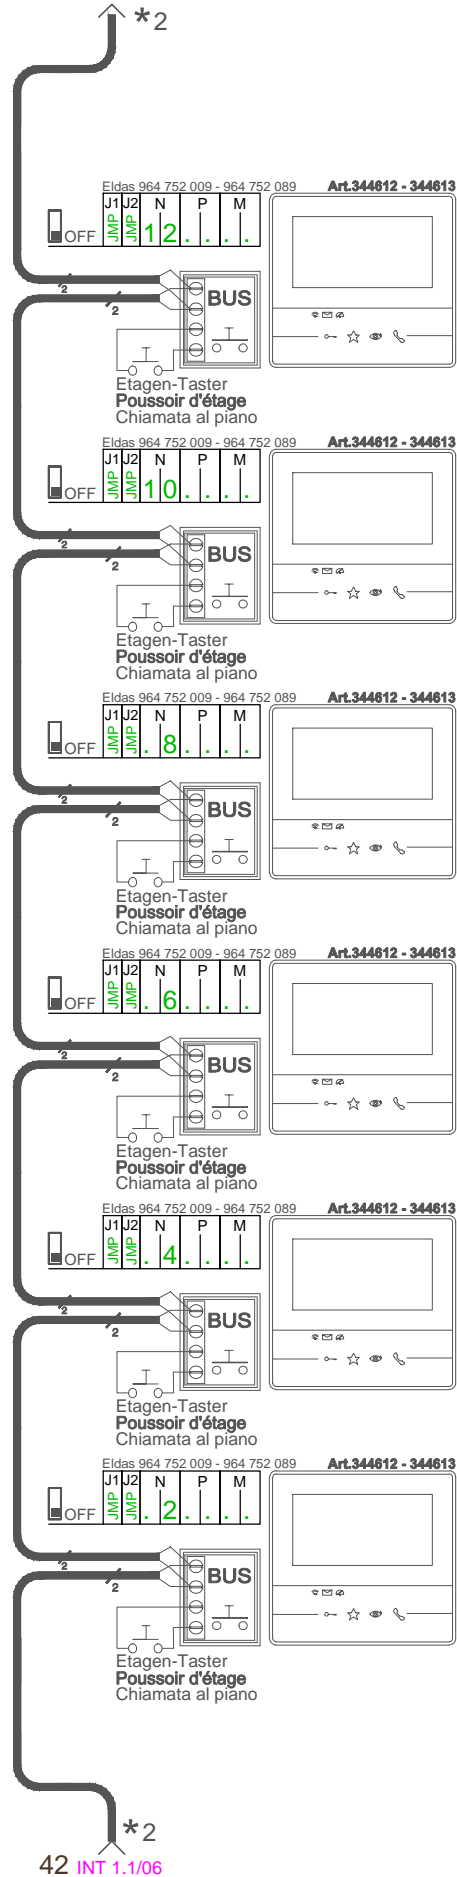 *2
Eldas 964 752 009 - 964 752 089 Art.344612 - 344613
J1 J2 N P M
OFF JMP JMP 1 2 . . . .
2
2
BUS
Etagen-Taster
Poussoir d'étage
Chiamata al piano
Eldas 964 752 009 - 964 752 089 Art.344612 - 344613
J1 J2 N P M
OFF JMP JMP 1 0 . . . .
2
2
BUS
Etagen-Taster
Poussoir d'étage
Chiamata al piano
Eldas 964 752 009 - 964 752 089 Art.344612 - 344613
J1 J2 N P M
OFF JMP JMP . 8 . . . .
2
2
BUS
Etagen-Taster
Poussoir d'étage
Chiamata al piano
Eldas 964 752 009 - 964 752 089 Art.344612 - 344613
J1 J2 N P M
OFF JMP JMP . 6 . . . .
2
2
BUS
Etagen-Taster
Poussoir d'étage
Chiamata al piano
Eldas 964 752 009 - 964 752 089 Art.344612 - 344613
J1 J2 N P M
OFF JMP JMP . 4 . . . .
2
2
BUS
Etagen-Taster
Poussoir d'étage
Chiamata al piano
Eldas 964 752 009 - 964 752 089 Art.344612 - 344613
J1 J2 N P M
OFF JMP JMP . 2 . . . .
2
2
BUS
Etagen-Taster
Poussoir d'étage
Chiamata al piano
*2
42 INT 1.1/06